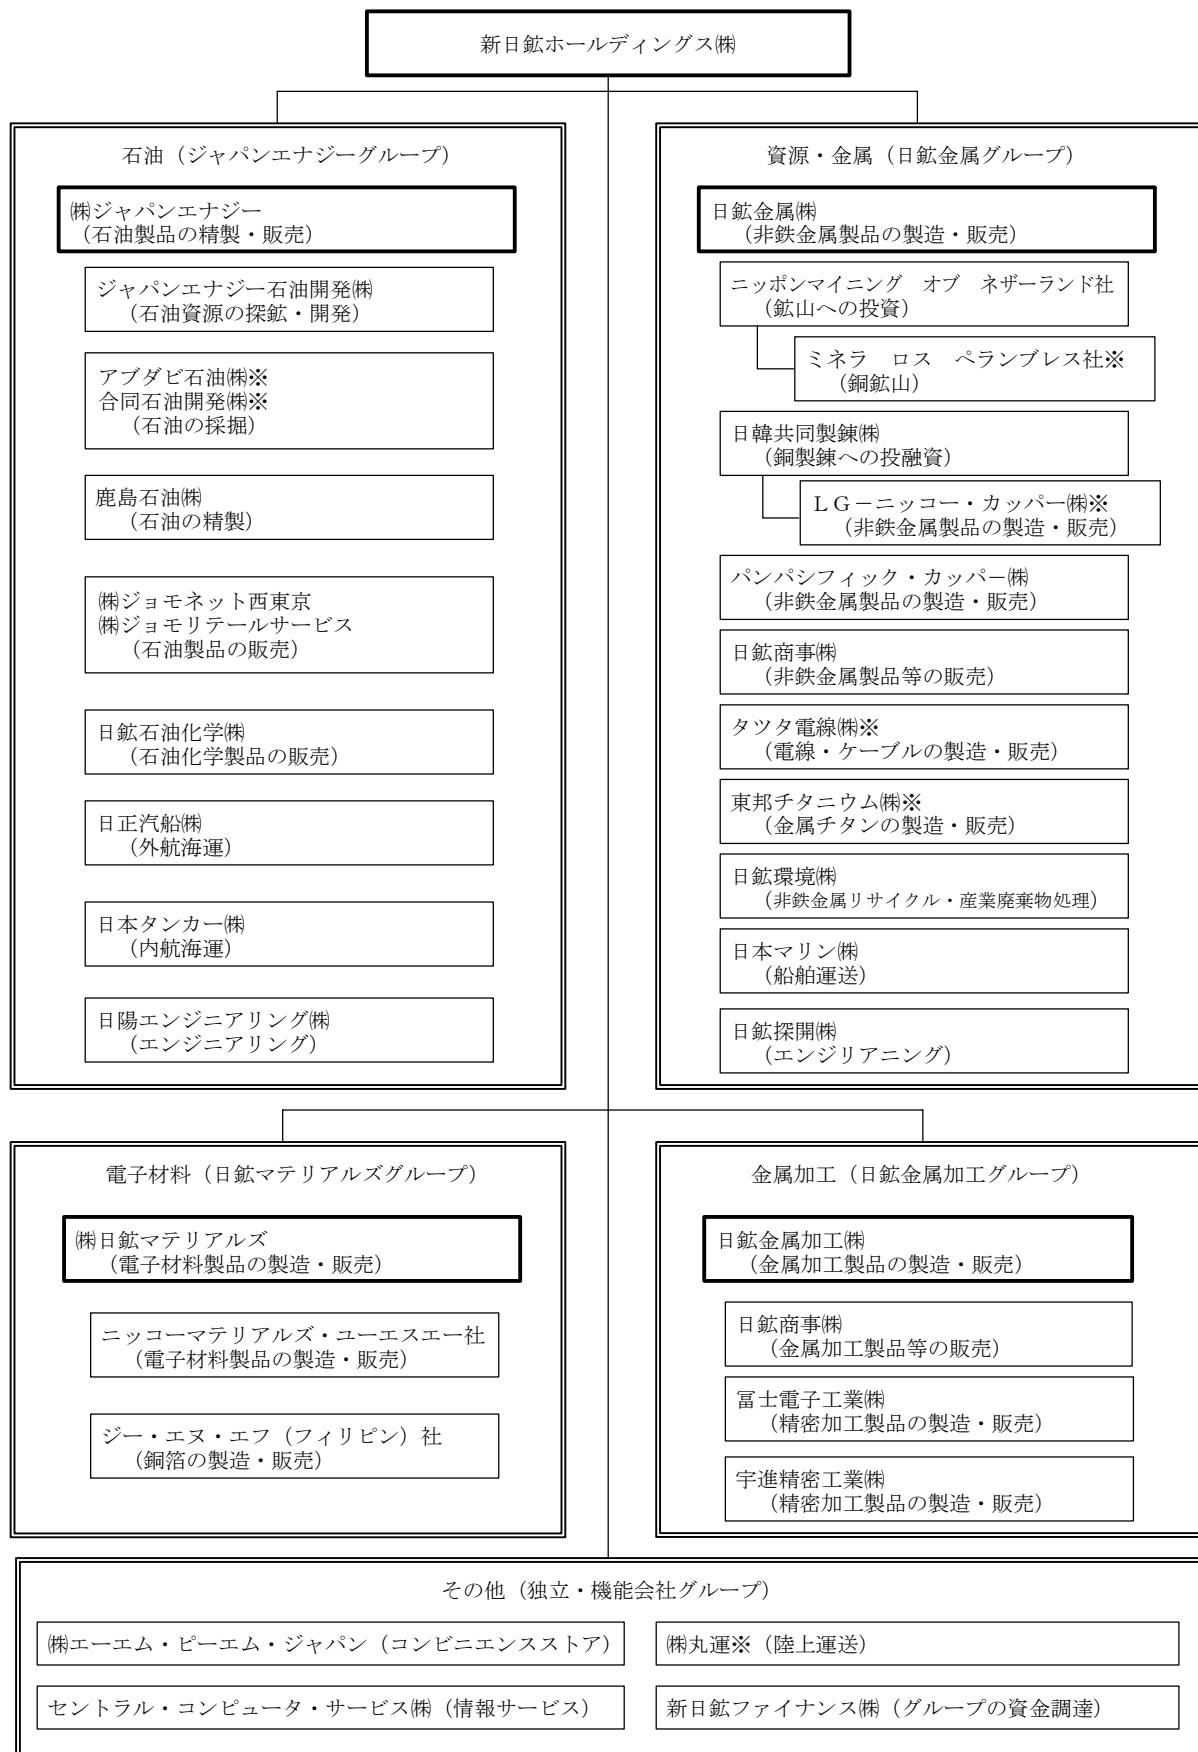 新日鉱ホールディングス㈱
石油（ジャパンエナジーグループ）
㈱ジャパンエナジー
（石油製品の精製・販売）
ジャパンエナジー石油開発㈱
（石油資源の探鉱・開発）
アブダビ石油㈱※
合同石油開発㈱※
（石油の採掘）
鹿島石油㈱
（石油の精製）
㈱ジョモネット西東京
㈱ジョモリテールサービス
（石油製品の販売）
日鉱石油化学㈱
（石油化学製品の販売）
日正汽船㈱
（外航海運）
日本タンカー㈱
（内航海運）
日陽エンジニアリング㈱
（エンジニアリング）
資源・金属（日鉱金属グループ）
日鉱金属㈱
（非鉄金属製品の製造・販売）
ニッポンマイニング　オブ　ネザーランド社
（鉱山への投資）
ミネラ　ロス　ペランブレス社※
（銅鉱山）
日韓共同製錬㈱
（銅製錬への投融資）
ＬＧ－ニッコー・カッパー㈱※
（非鉄金属製品の製造・販売）
パンパシフィック・カッパー㈱
（非鉄金属製品の製造・販売）
日鉱商事㈱
（非鉄金属製品等の販売）
タツタ電線㈱※
（電線・ケーブルの製造・販売）
東邦チタニウム㈱※
（金属チタンの製造・販売）
日鉱環境㈱
（非鉄金属リサイクル・産業廃棄物処理）
日本マリン㈱
（船舶運送）
日鉱探開㈱
（エンジリアニング）
電子材料（日鉱マテリアルズグループ）
㈱日鉱マテリアルズ
（電子材料製品の製造・販売）
ニッコーマテリアルズ・ユーエスエー社
（電子材料製品の製造・販売）
ジー・エヌ・エフ（フィリピン）社
（銅箔の製造・販売）
金属加工（日鉱金属加工グループ）
日鉱金属加工㈱
（金属加工製品の製造・販売）
日鉱商事㈱
（金属加工製品等の販売）
冨士電子工業㈱
（精密加工製品の製造・販売）
宇進精密工業㈱
（精密加工製品の製造・販売）
その他（独立・機能会社グループ）
㈱エーエム・ピーエム・ジャパン（コンビニエンスストア）
㈱丸運※（陸上運送）
セントラル・コンピュータ・サービス㈱（情報サービス）
新日鉱ファイナンス㈱（グループの資金調達）